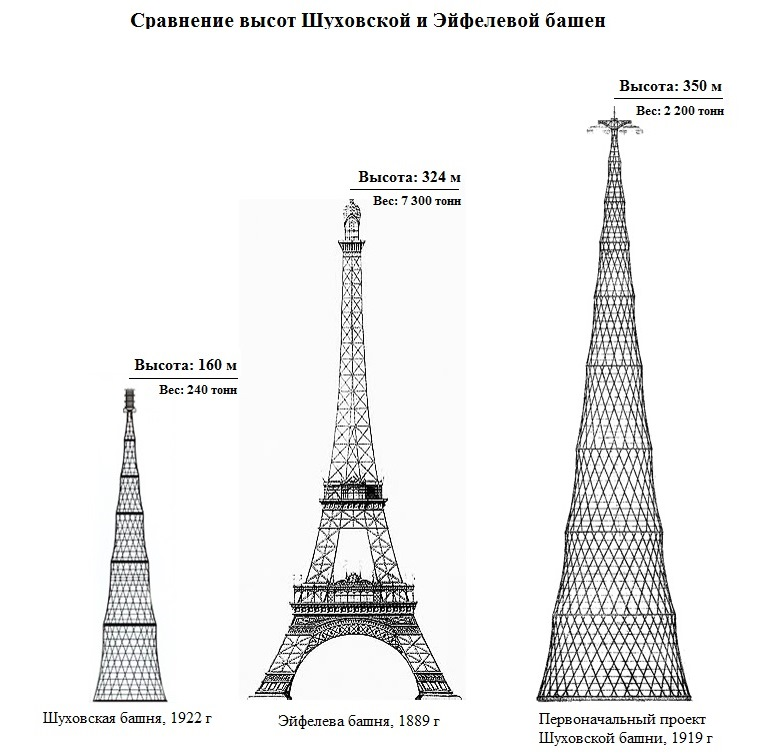 Сравнение высот Шуховской и Эйфелевой башен
Высота: 350 м
Вес: 2 200 тонн
Высота: 324 м
Вес: 7 300 тонн
Высота: 160 м
Вес: 240 тонн
Шуховская башня, 1922 г
Эйфелева башня, 1889 г
Первоначальный проект
Шуховской башни, 1919 г